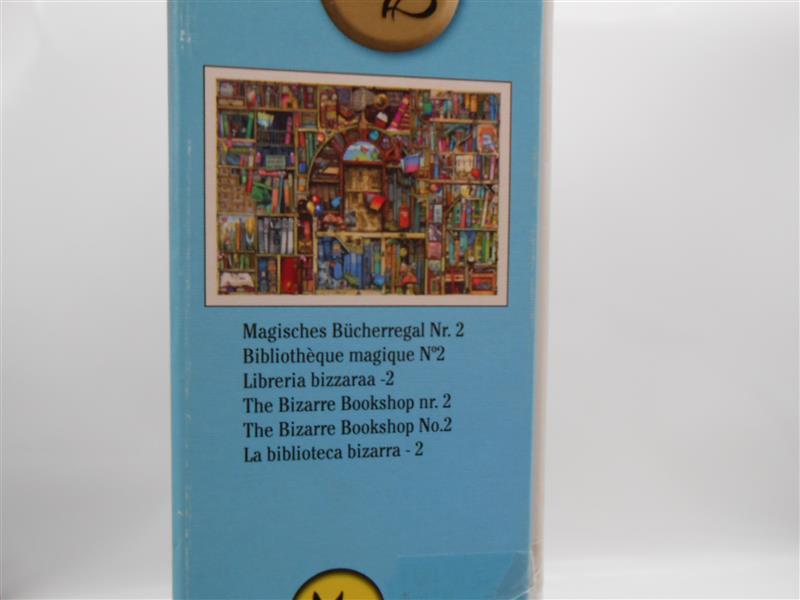 Magisches Bücherregal Nr. 2
Bibliothèque magique Nº2
Libreria bizzaraa -2
The Bizarre Bookshop nr. 2
The Bizarre Bookshop No.2
La biblioteca bizarra - 2